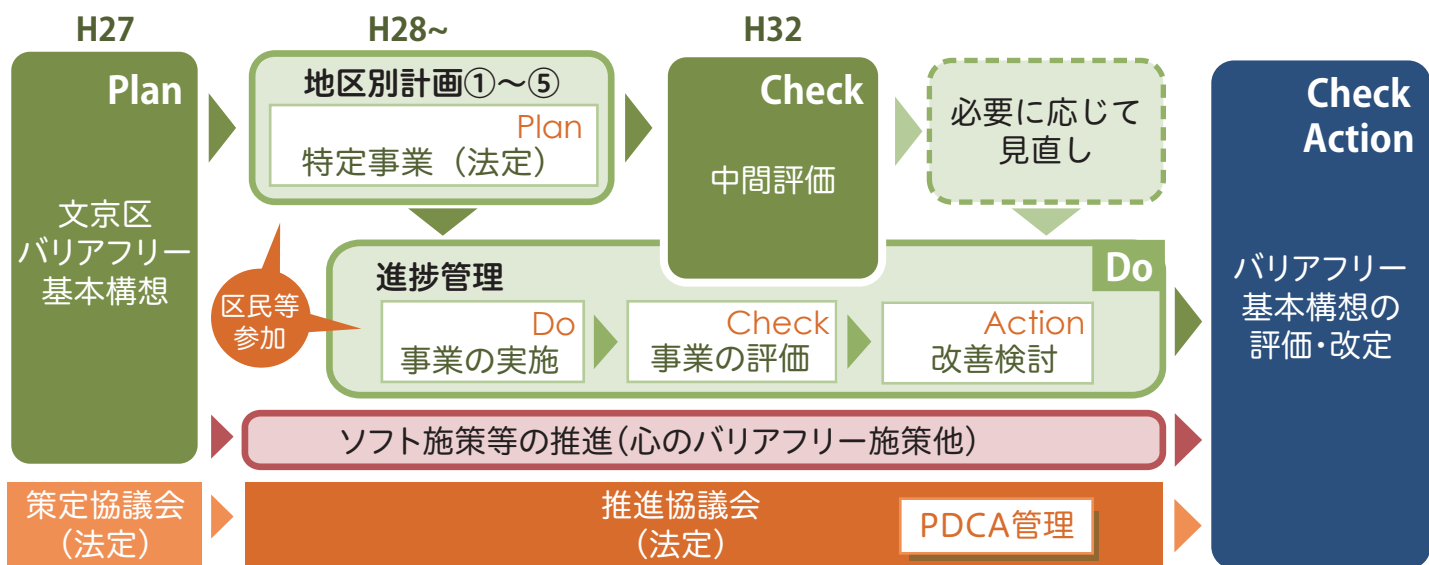 H27
H28~
H32
Plan
文京区
バリアフリー
基本構想
地区別計画①～⑤
Plan
特定事業（法定）
Check
中間評価
必要に応じて
見直し
Check
Action
バリアフリー
基本構想の
評価・改定
区民等
参加
進捗管理
Do
Do
事業の実施
Check
事業の評価
Action
改善検討
ソフト施策等の推進（心のバリアフリー施策他）
策定協議会
（法定）
推進協議会
（法定）
PDCA管理